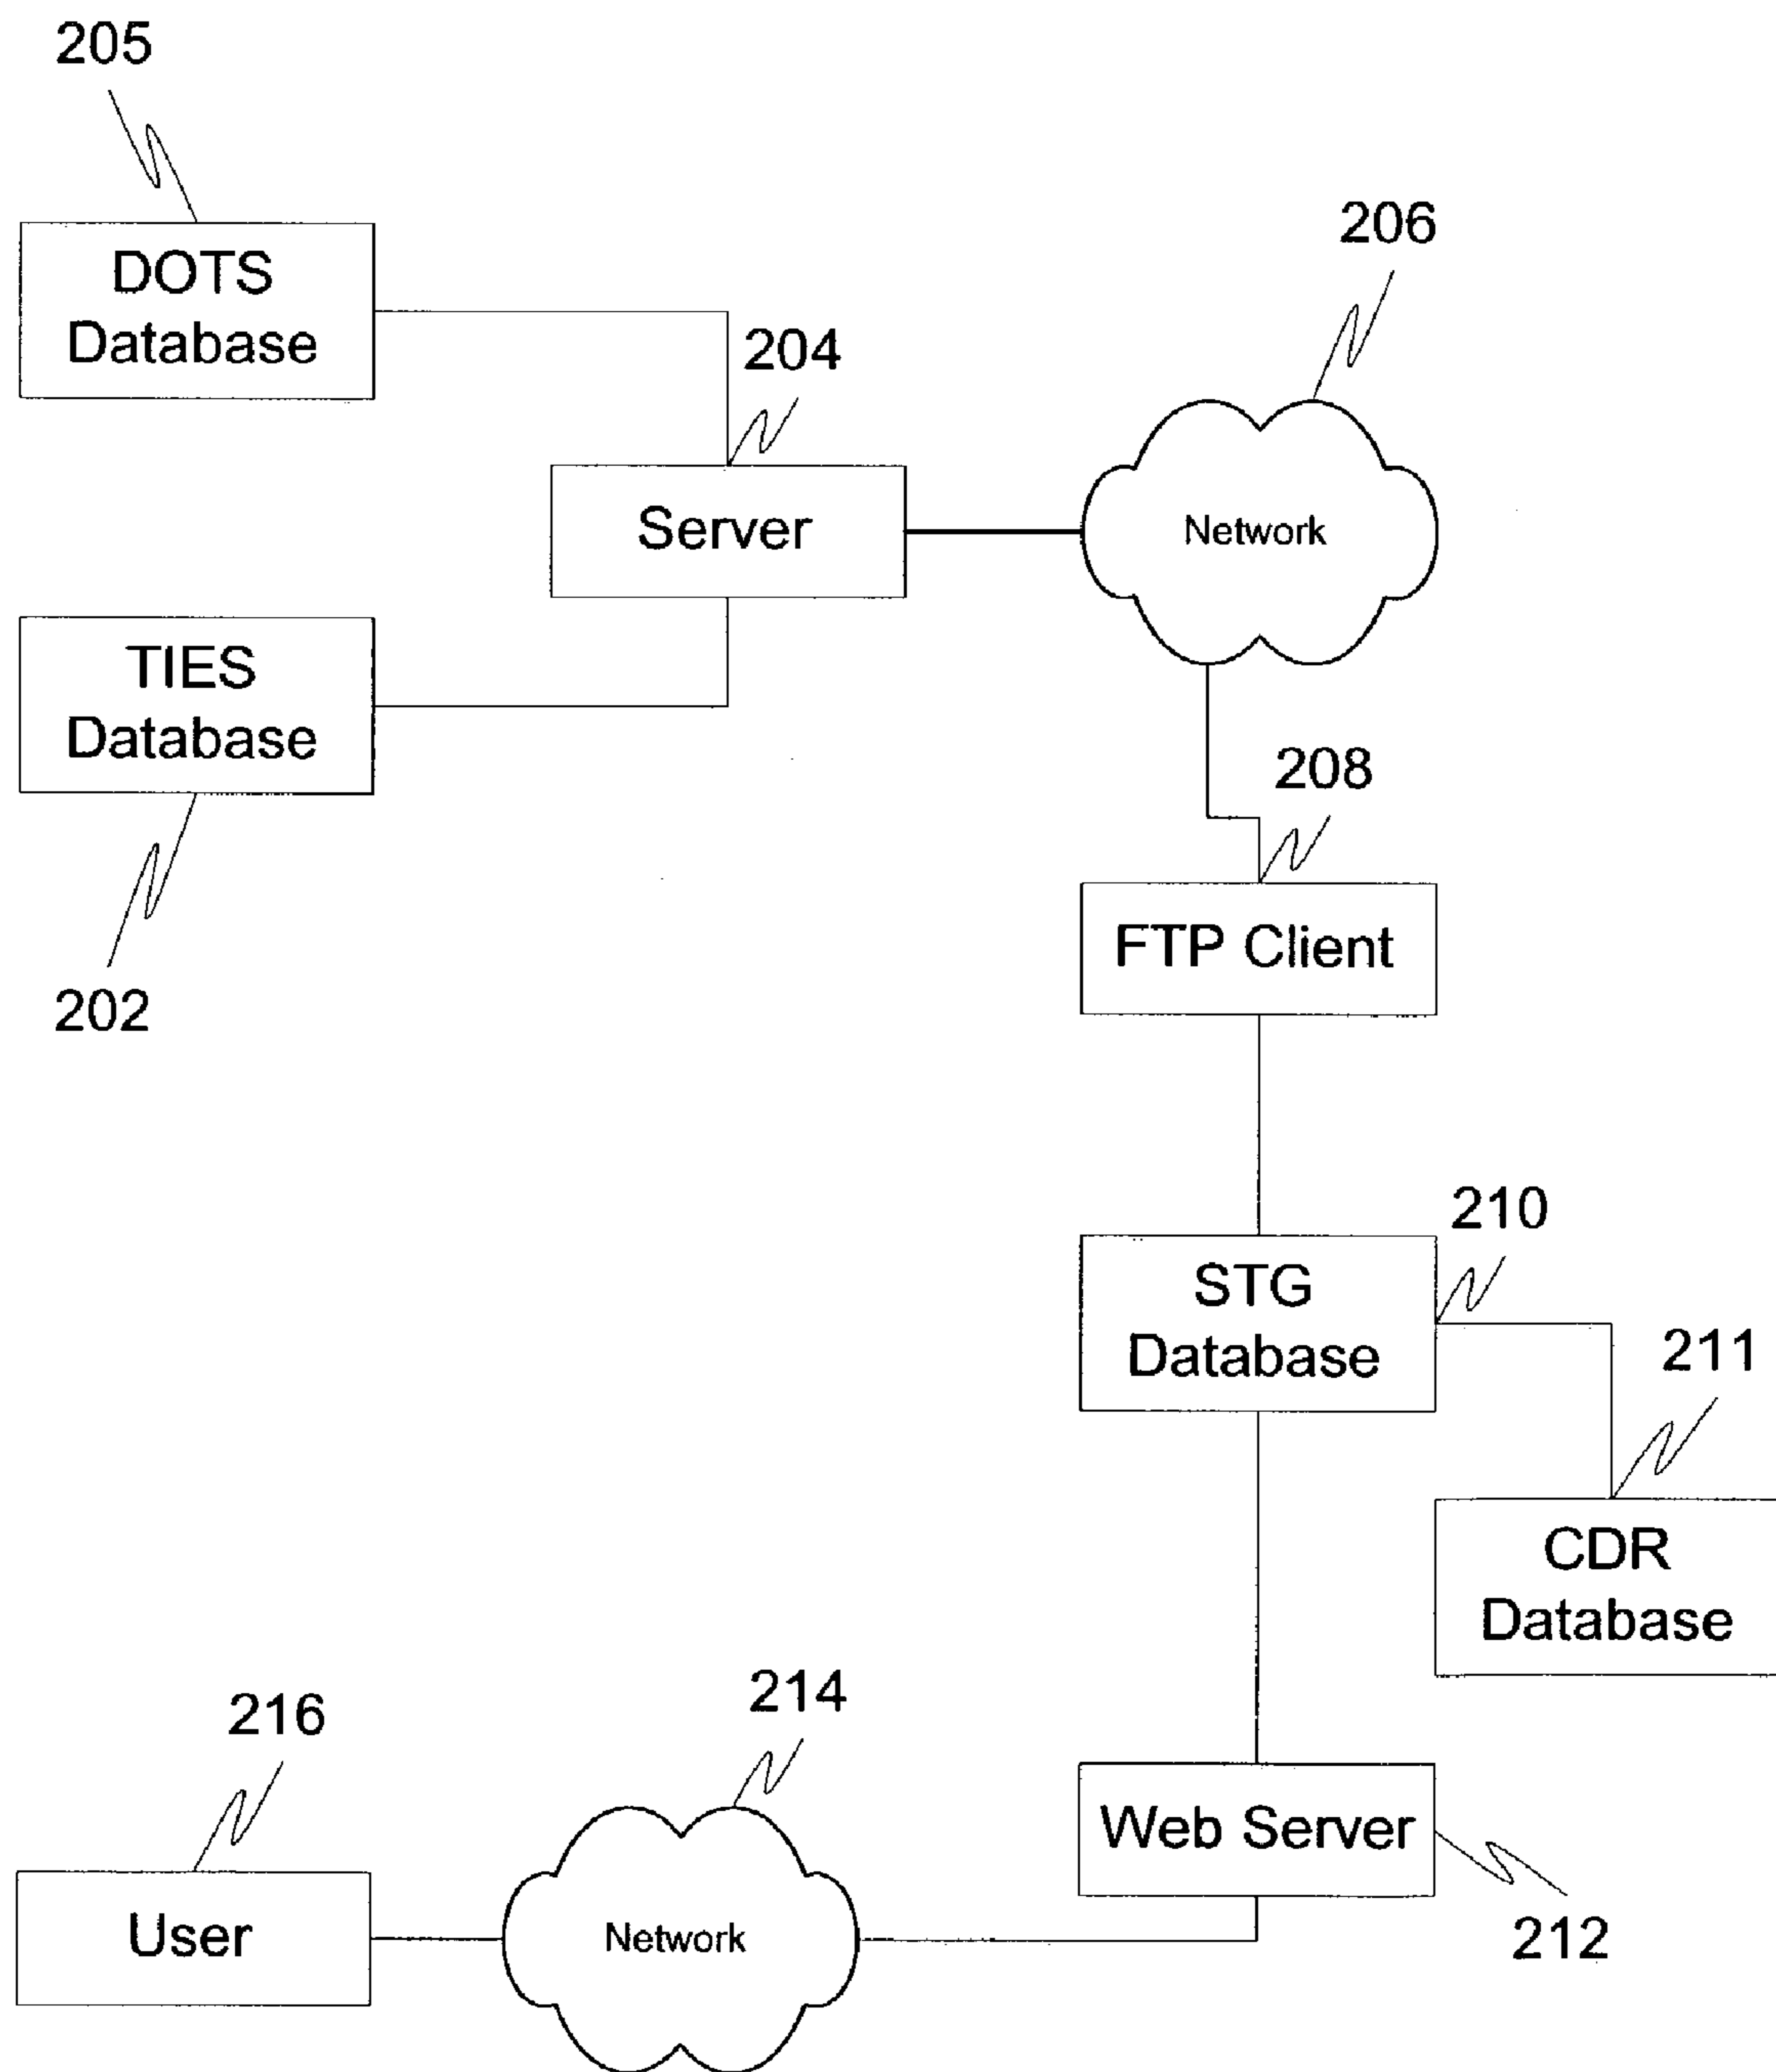 205
DOTS
Database
206
204
Server
Network
TIES
Database
202
208
FTP Client
210
STG
Database
211
CDR
Database
214
216
Web Server
User
Network
212